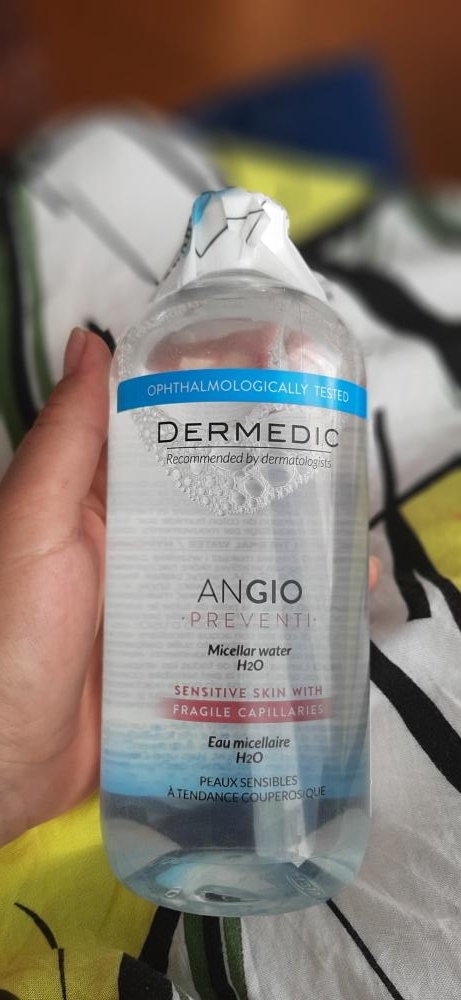 OPHTHALMOLOGICALLY TESTED
DERMEDIC
Recommended by dermatologists
ANGIO
·PREVENTI·
Micellar water
H2O
SENSITIVE SKIN WITH
FRAGILE CAPILLARIES
Eau micellaire
H2O
PEAUX SENSIBLES
À TENDANCE COUPEROSIQUE